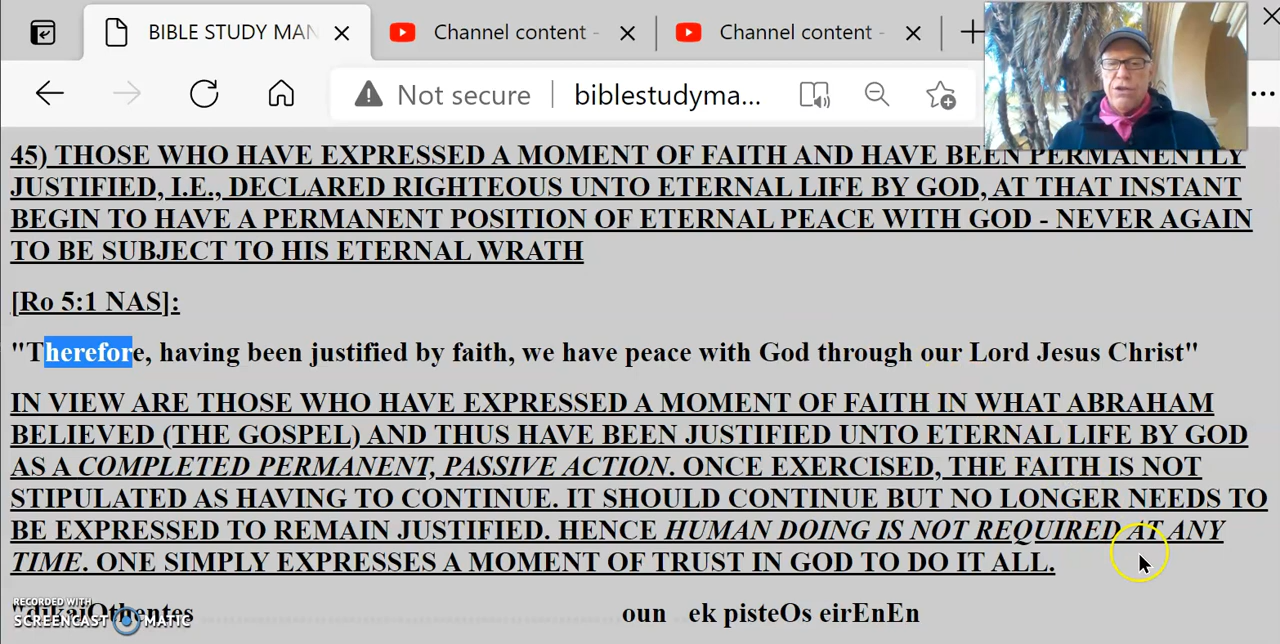 BIBLE STUDY MAN
Channel content -
Channel content -
Not secure
biblestudyma...
45) THOSE WHO HAVE EXPRESSED A MOMENT OF FAITH AND HAVE BEEN PERMANENTLY
JUSTIFIED, I.E., DECLARED RIGHTEOUS UNTO ETERNAL LIFE BY GOD, AT THAT INSTANT
BEGIN TO HAVE A PERMANENT POSITION OF ETERNAL PEACE WITH GOD - NEVER AGAIN
TO BE SUBJECT TO HIS ETERNAL WRATH
[Ro 5:1 NAS]:
"Therefore, having been justified by faith, we have peace with God through our Lord Jesus Christ"
IN VIEW ARE THOSE WHO HAVE EXPRESSED A MOMENT OF FAITH IN WHAT ABRAHAM
BELIEVED (THE GOSPEL) AND THUS HAVE BEEN JUSTIFIED UNTO ETERNAL LIFE BY GOD
AS A COMPLETED PERMANENT, PASSIVE ACTION. ONCE EXERCISED, THE FAITH IS NOT
STIPULATED AS HAVING TO CONTINUE. IT SHOULD CONTINUE BUT NO LONGER NEEDS TO
BE EXPRESSED TO REMAIN JUSTIFIED. HENCE HUMAN DOING IS NOT REQUIRED AT ANY
TIME. ONE SIMPLY EXPRESSES A MOMENT OF TRUST IN GOD TO DO IT ALL.
"dikaiOthentes oun ek pisteOs eirEnEn
RECORDED WITH
SCREENCAST MATIC